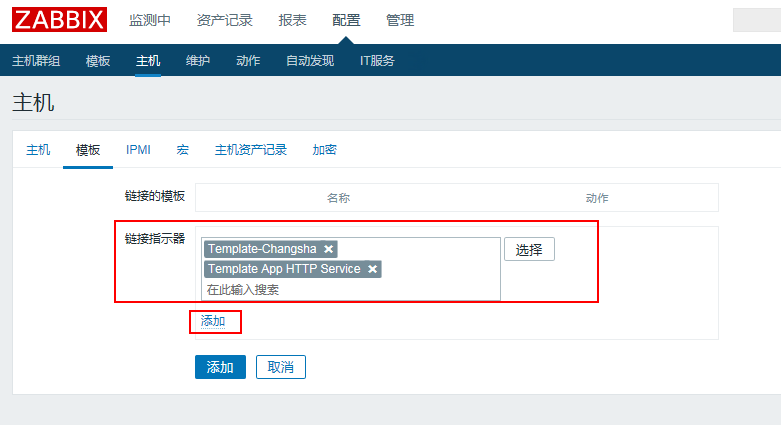 ZABBIX 监测中 资产记录 报表 配置 管理
主机群组 模板 主机 维护 动作 自动发现 IT服务
主机
主机 模板 IPMI 宏 主机资产记录 加密
链接的模板 名称 动作
链接指示器
Template-Changsha ✖ 选择
Template App HTTP Service ✖
在此输入搜索
添加
添加 取消